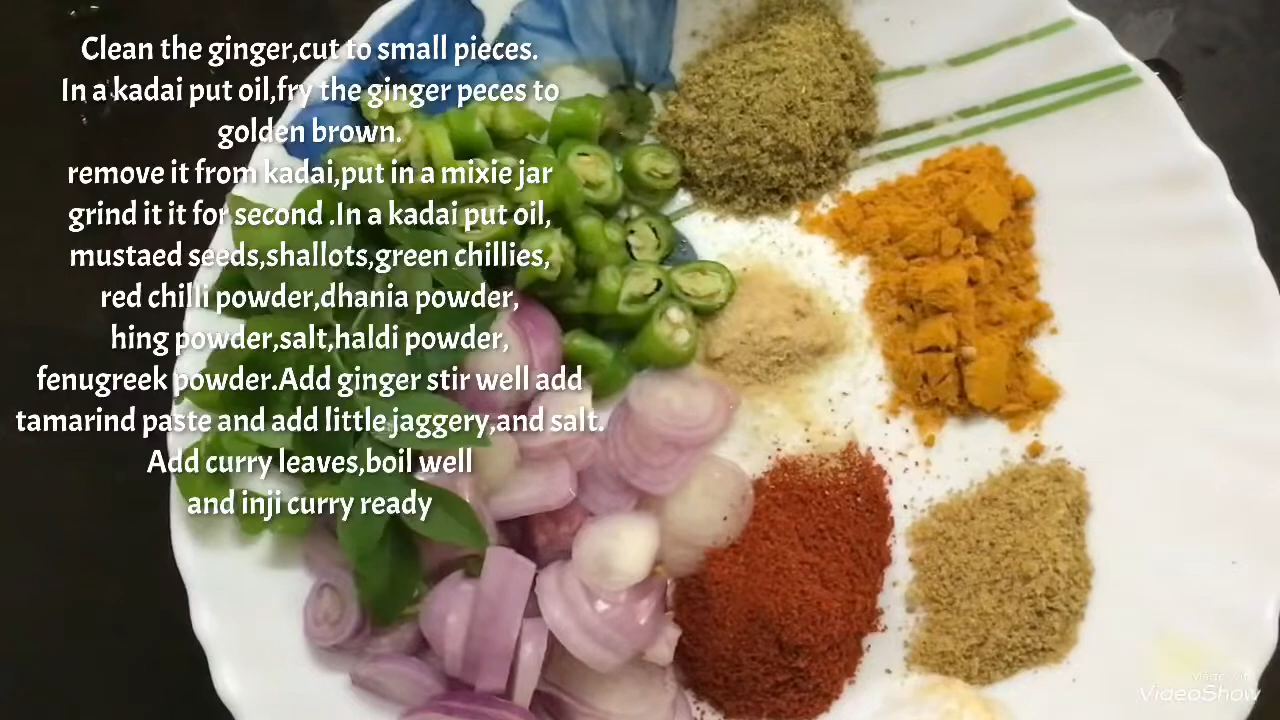 Clean the ginger,cut to small pieces.
In a kadai put oil,fry the ginger peces to
golden brown.
remove it from kadai,put in a mixie jar
grind it it for second .In a kadai put oil,
mustaed seeds,shallots,green chillies,
red chilli powder,dhania powder,
hing powder,salt,haldi powder,
fenugreek powder.Add ginger stir well add
tamarind paste and add little jaggery,and salt.
Add curry leaves,boil well
and inji curry ready
Made with
VideoShow